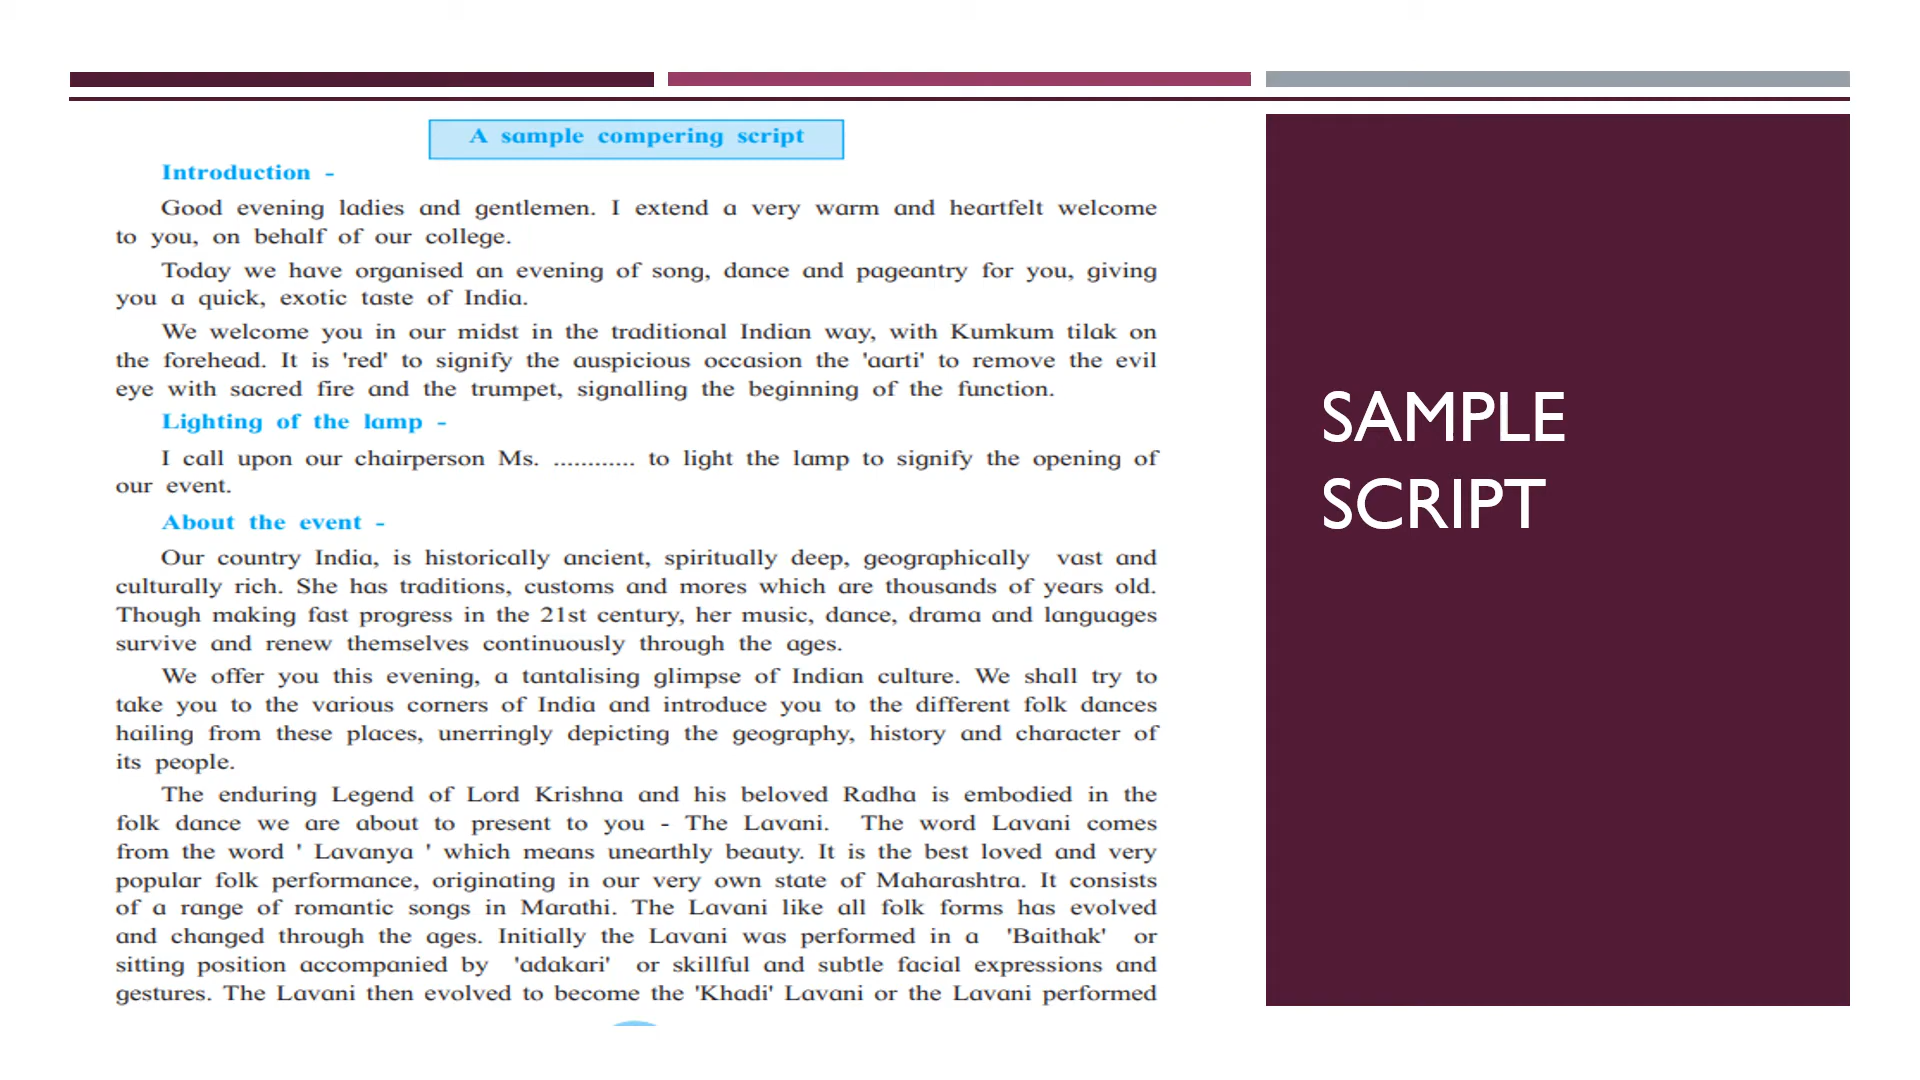 A sample compering script
Introduction -
Good evening ladies and gentlemen. I extend a very warm and heartfelt welcome
to you, on behalf of our college.
Today we have organised an evening of song, dance and pageantry for you, giving
you a quick, exotic taste of India.
We welcome you in our midst in the traditional Indian way, with Kumkum tilak on
the forehead. It is 'red' to signify the auspicious occasion the 'aarti' to remove the evil
eye with sacred fire and the trumpet, signalling the beginning of the function.
Lighting of the lamp -
I call upon our chairperson Ms. ............ to light the lamp to signify the opening of
our event.
About the event -
Our country India, is historically ancient, spiritually deep, geographically vast and
culturally rich. She has traditions, customs and mores which are thousands of years old.
Though making fast progress in the 21st century, her music, dance, drama and languages
survive and renew themselves continuously through the ages.
We offer you this evening, a tantalising glimpse of Indian culture. We shall try to
take you to the various corners of India and introduce you to the different folk dances
hailing from these places, unerringly depicting the geography, history and character of
its people.
The enduring Legend of Lord Krishna and his beloved Radha is embodied in the
folk dance we are about to present to you - The Lavani. The word Lavani comes
from the word ' Lavanya ' which means unearthly beauty. It is the best loved and very
popular folk performance, originating in our very own state of Maharashtra. It consists
of a range of romantic songs in Marathi. The Lavani like all folk forms has evolved
and changed through the ages. Initially the Lavani was performed in a 'Baithak' or
sitting position accompanied by 'adakari' or skillful and subtle facial expressions and
gestures. The Lavani then evolved to become the 'Khadi' Lavani or the Lavani performed
SAMPLE
SCRIPT